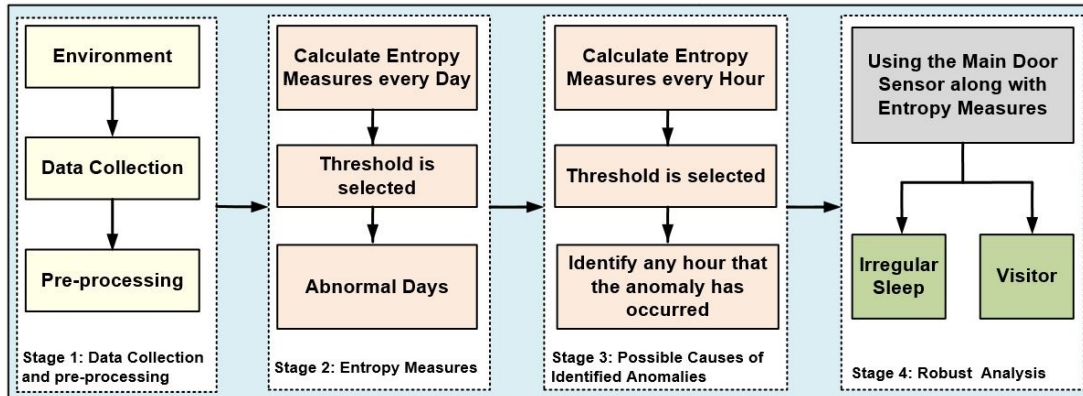 Environment
Data Collection
Pre-processing
Stage 1: Data Collection
and pre-processing
Calculate Entropy
Measures every Day
Threshold is
selected
Abnormal Days
Stage 2: Entropy Measures
Calculate Entropy
Measures every Hour
Threshold is selected
Identify any hour that
the anomaly has
occurred
Stage 3: Possible Causes of
Identified Anomalies
Using the Main Door
Sensor along with
Entropy Measures
Irregular
Sleep
Visitor
Stage 4: Robust Analysis